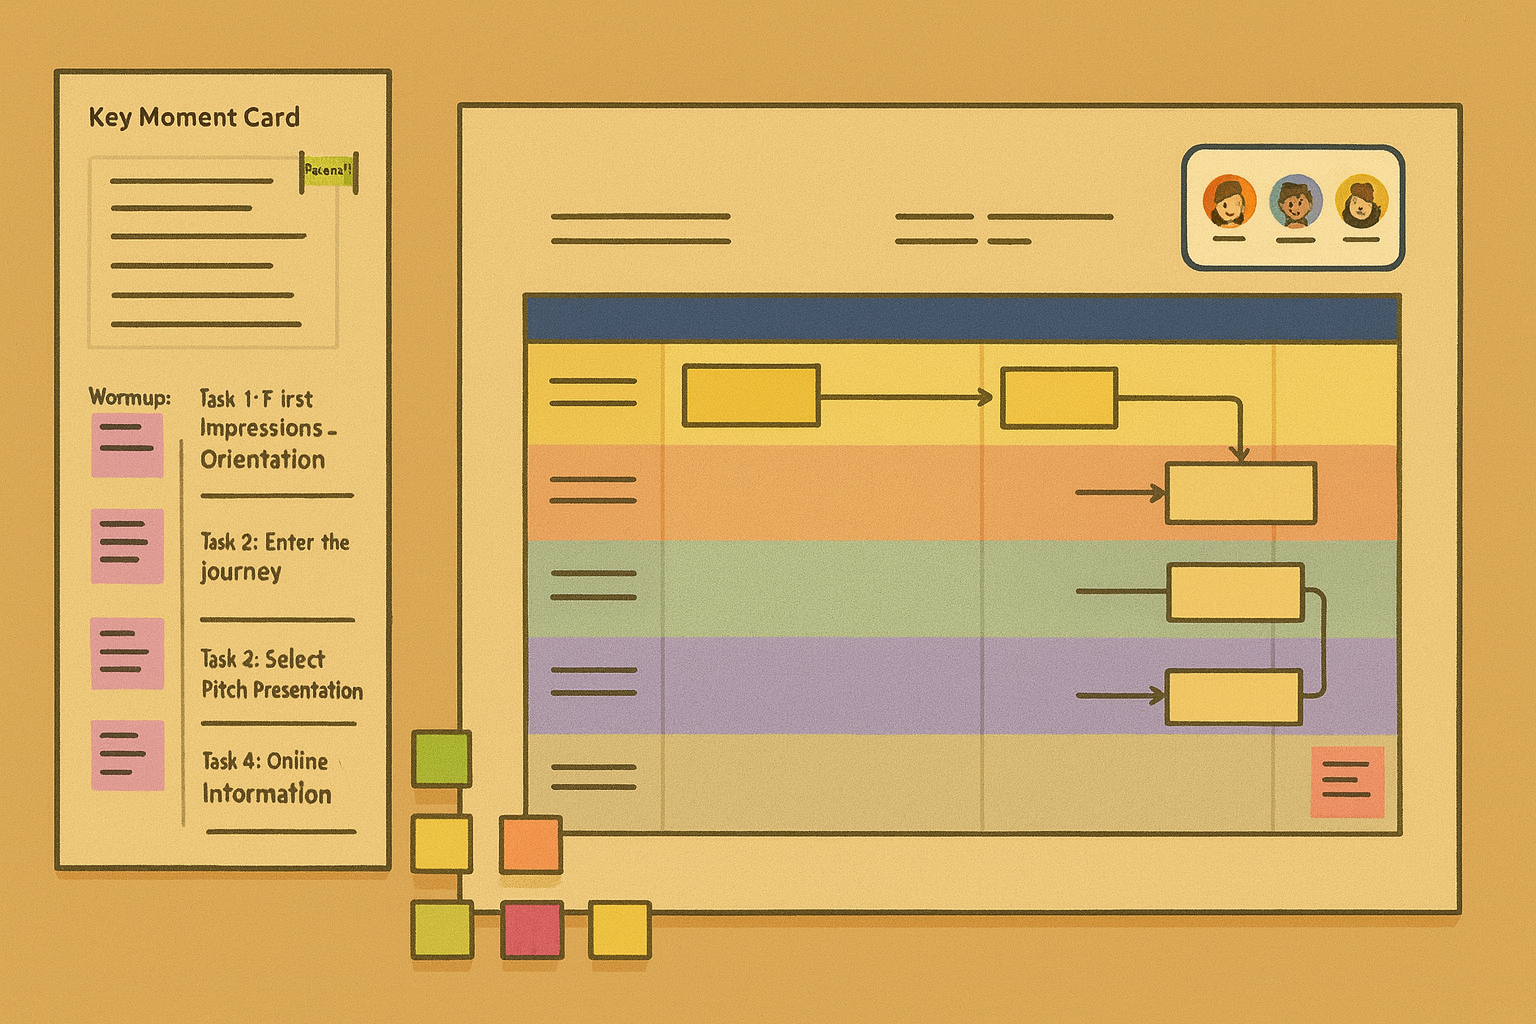 Key Moment Card
Pacena!!
Wormup:
Task 1·F irst
Impressions -
Orientation
Task 2: Enter the
journey
Task 2: Select
Pitch Presentation
Task 4: Oniine
Intormation